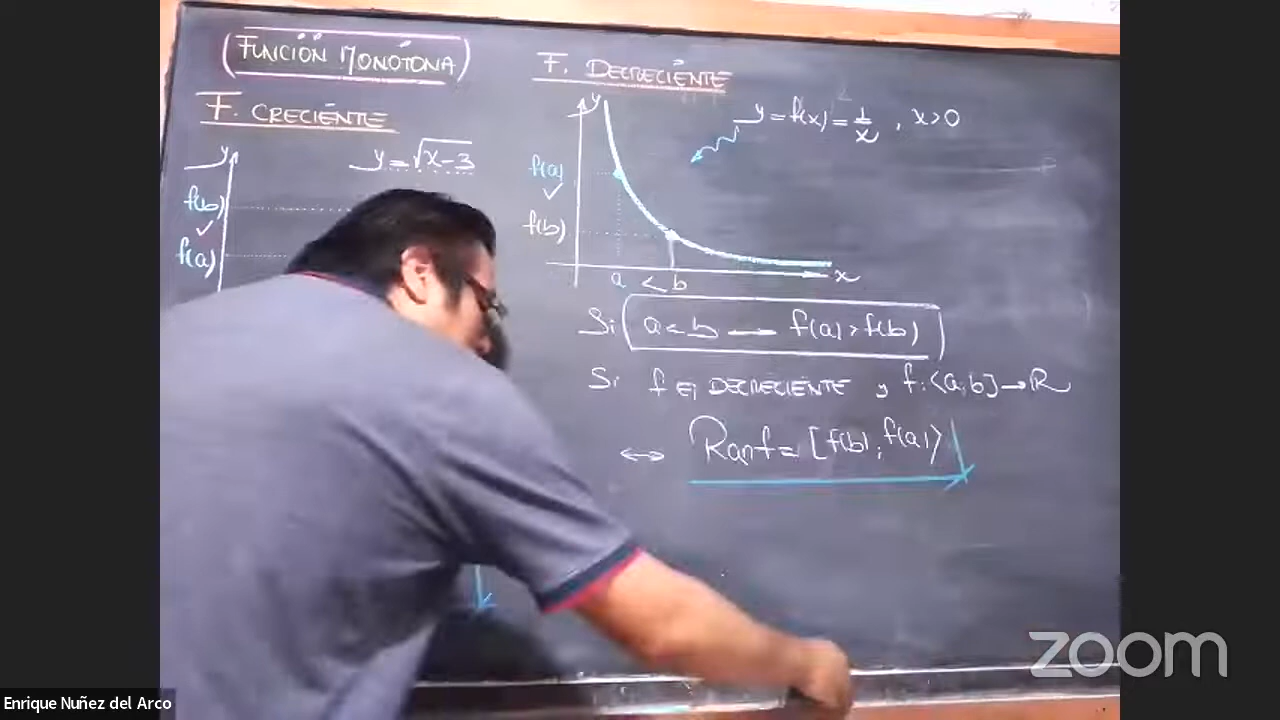 (FUNCIÓN MONÓTONA)
F. CRECIENTE
y
y = √x-3
f(b)
f(a)
F. DECRECIENTE
y
y = f(x) = 1/x , x>0
f(a)
f(b)
a < b
x
Si a<b → f(a)>f(b)
Si f es DECRECIENTE y f:<a;b] → R
↔ Ranf = [f(b); f(a)>
zoom
Enrique Nuñez del Arco